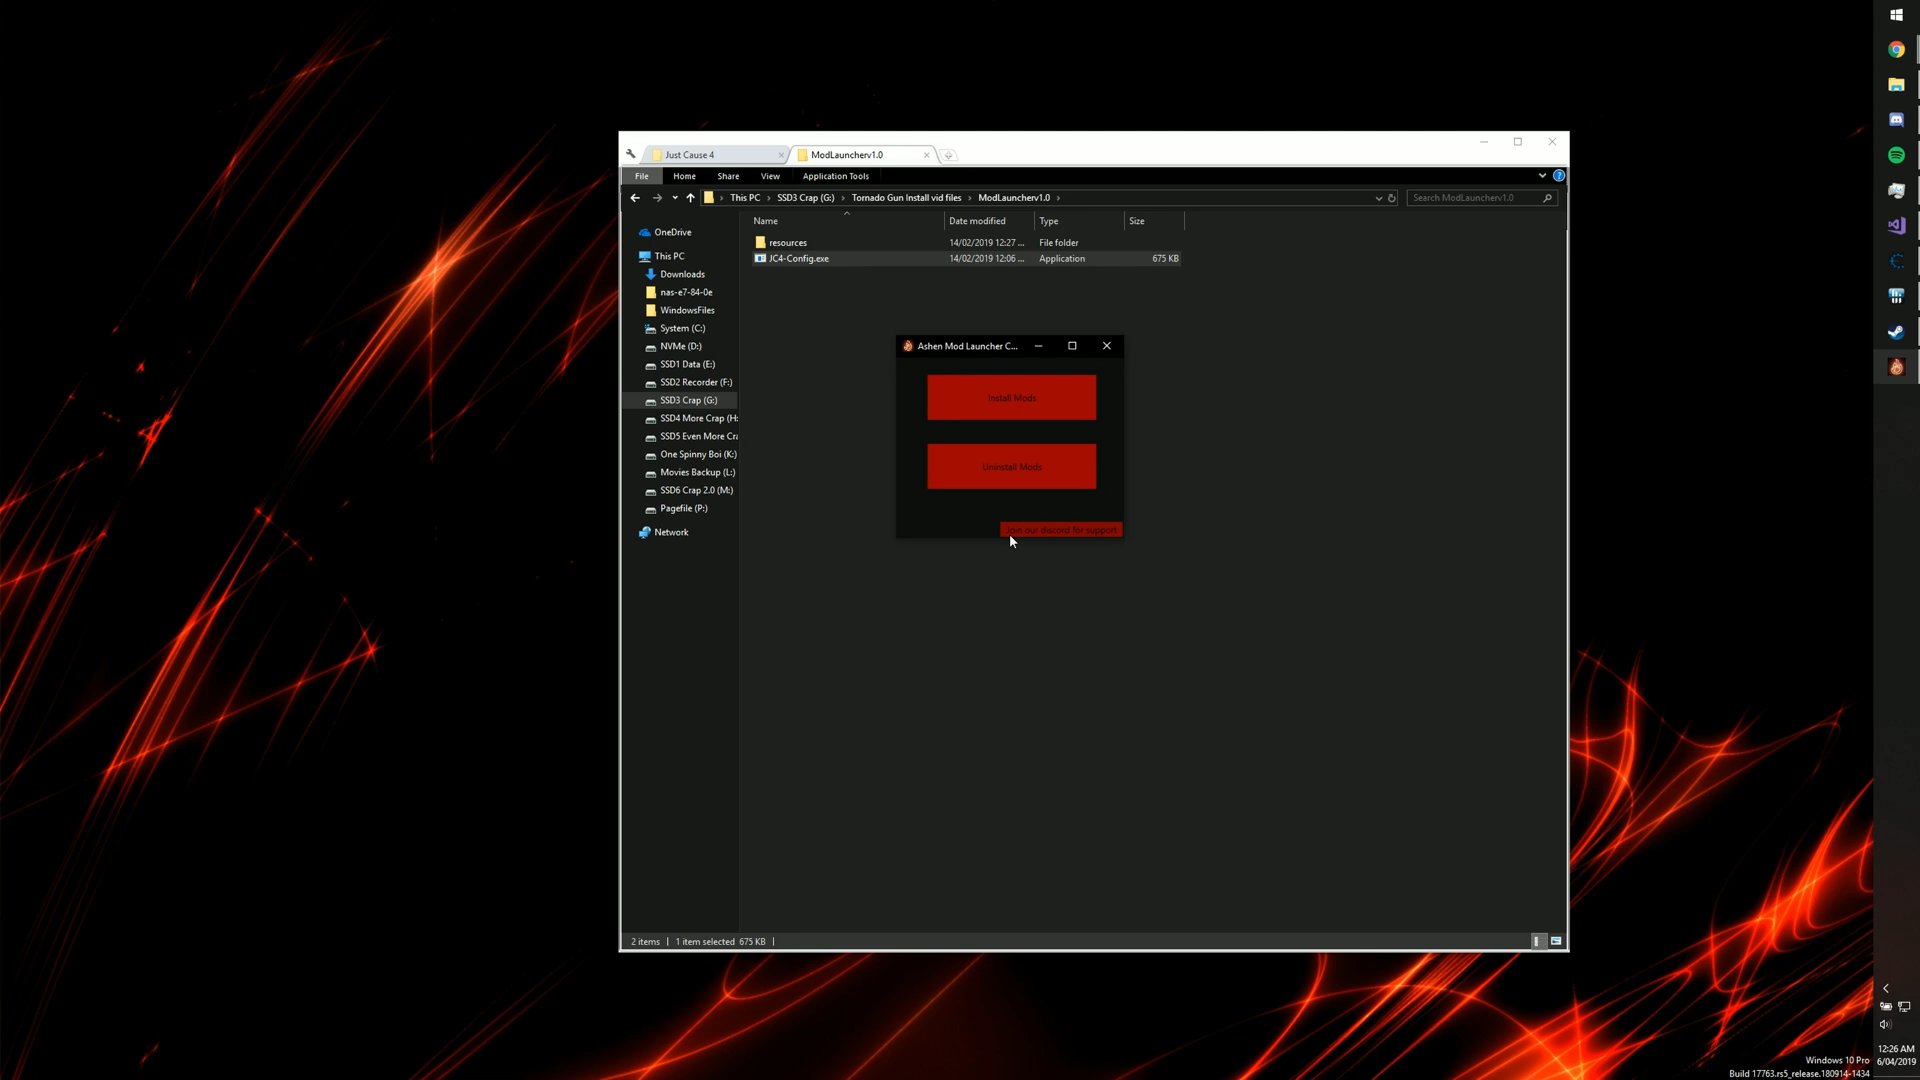 Just Cause 4
ModLauncherv1.0
File Home Share View Application Tools
This PC SSD3 Crap (G:) Tornado Gun Install vid files ModLauncherv1.0
Search ModLauncherv1.0
Name Date modified Type Size
resources 14/02/2019 12:27 ... File folder
JC4-Config.exe 14/02/2019 12:06 ... Application 675 KB
OneDrive
This PC
Downloads
nas-e7-84-0e
WindowsFiles
System (C:)
NVMe (D:)
SSD1 Data (E:)
SSD2 Recorder (F:)
SSD3 Crap (G:)
SSD4 More Crap (H:
SSD5 Even More Cra
One Spinny Boi (K:)
Movies Backup (L:)
SSD6 Crap 2.0 (M:)
Pagefile (P:)
Network
Ashen Mod Launcher C...
Install Mods
Uninstall Mods
Join our discord for support
2 items 1 item selected 675 KB
12:26 AM
6/04/2019
Windows 10 Pro
Build 17763.rs5_release.180914-1434